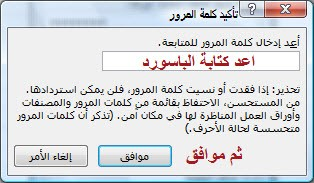 تأكيد كلمة المرور
أعد إدخال كلمة المرور للمتابعة.
اعد كتابة الباسورد
تحذير: إذا فقدت أو نسيت كلمة المرور، فلن يمكن استردادها.
من المستحسن، الاحتفاظ بقائمة من كلمات المرور والمصنفات
وأوراق العمل المناظرة لها في مكان آمن. (تذكر أن كلمات المرور
متحسسة لحالة الأحرف.)
ثم موافق
موافق
إلغاء الأمر